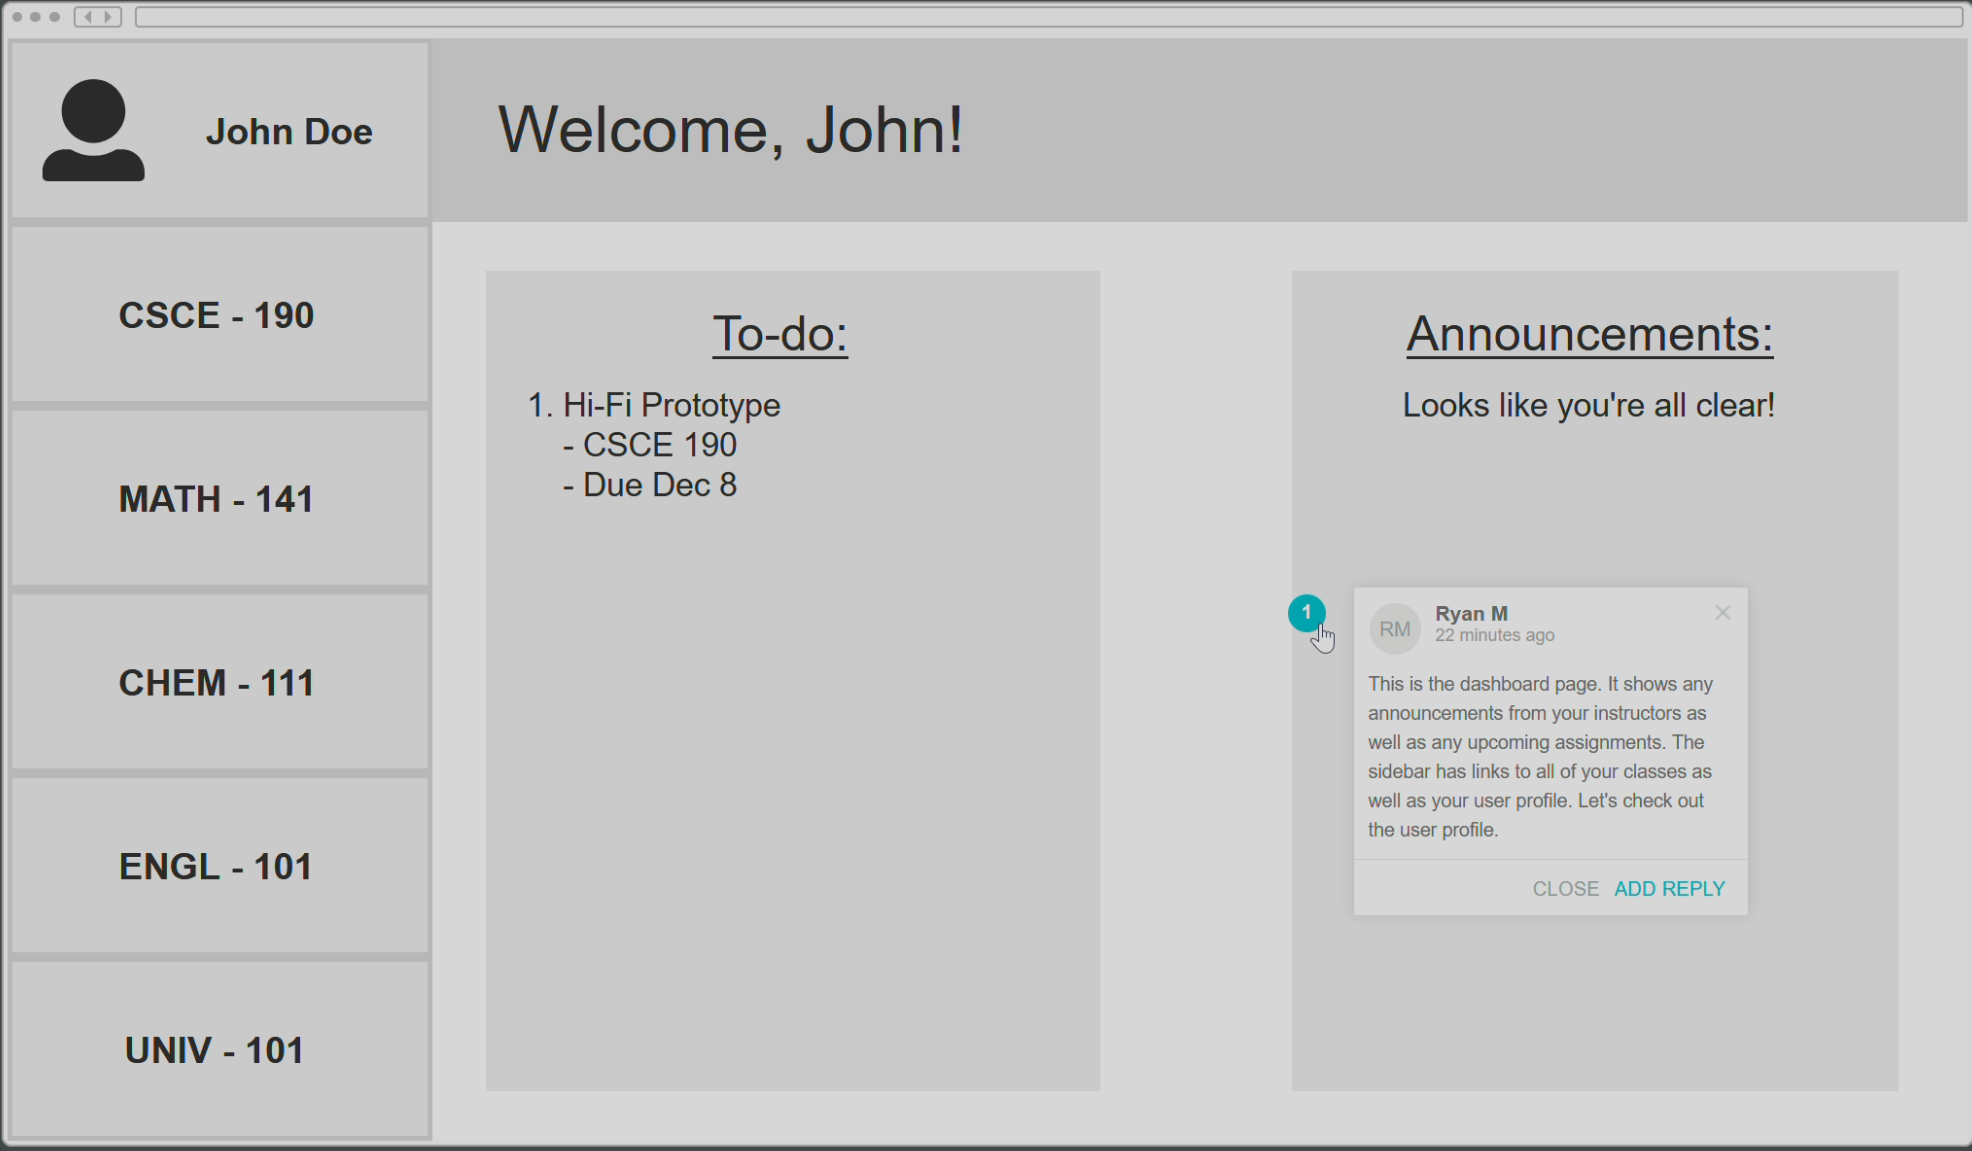 John Doe
CSCE - 190
MATH - 141
CHEM - 111
ENGL - 101
UNIV - 101
Welcome, John!
To-do:
1. Hi-Fi Prototype
- CSCE 190
- Due Dec 8
Announcements:
Looks like you're all clear!
1
RM
Ryan M
22 minutes ago
This is the dashboard page. It shows any
announcements from your instructors as
well as any upcoming assignments. The
sidebar has links to all of your classes as
well as your user profile. Let's check out
the user profile.
CLOSE ADD REPLY